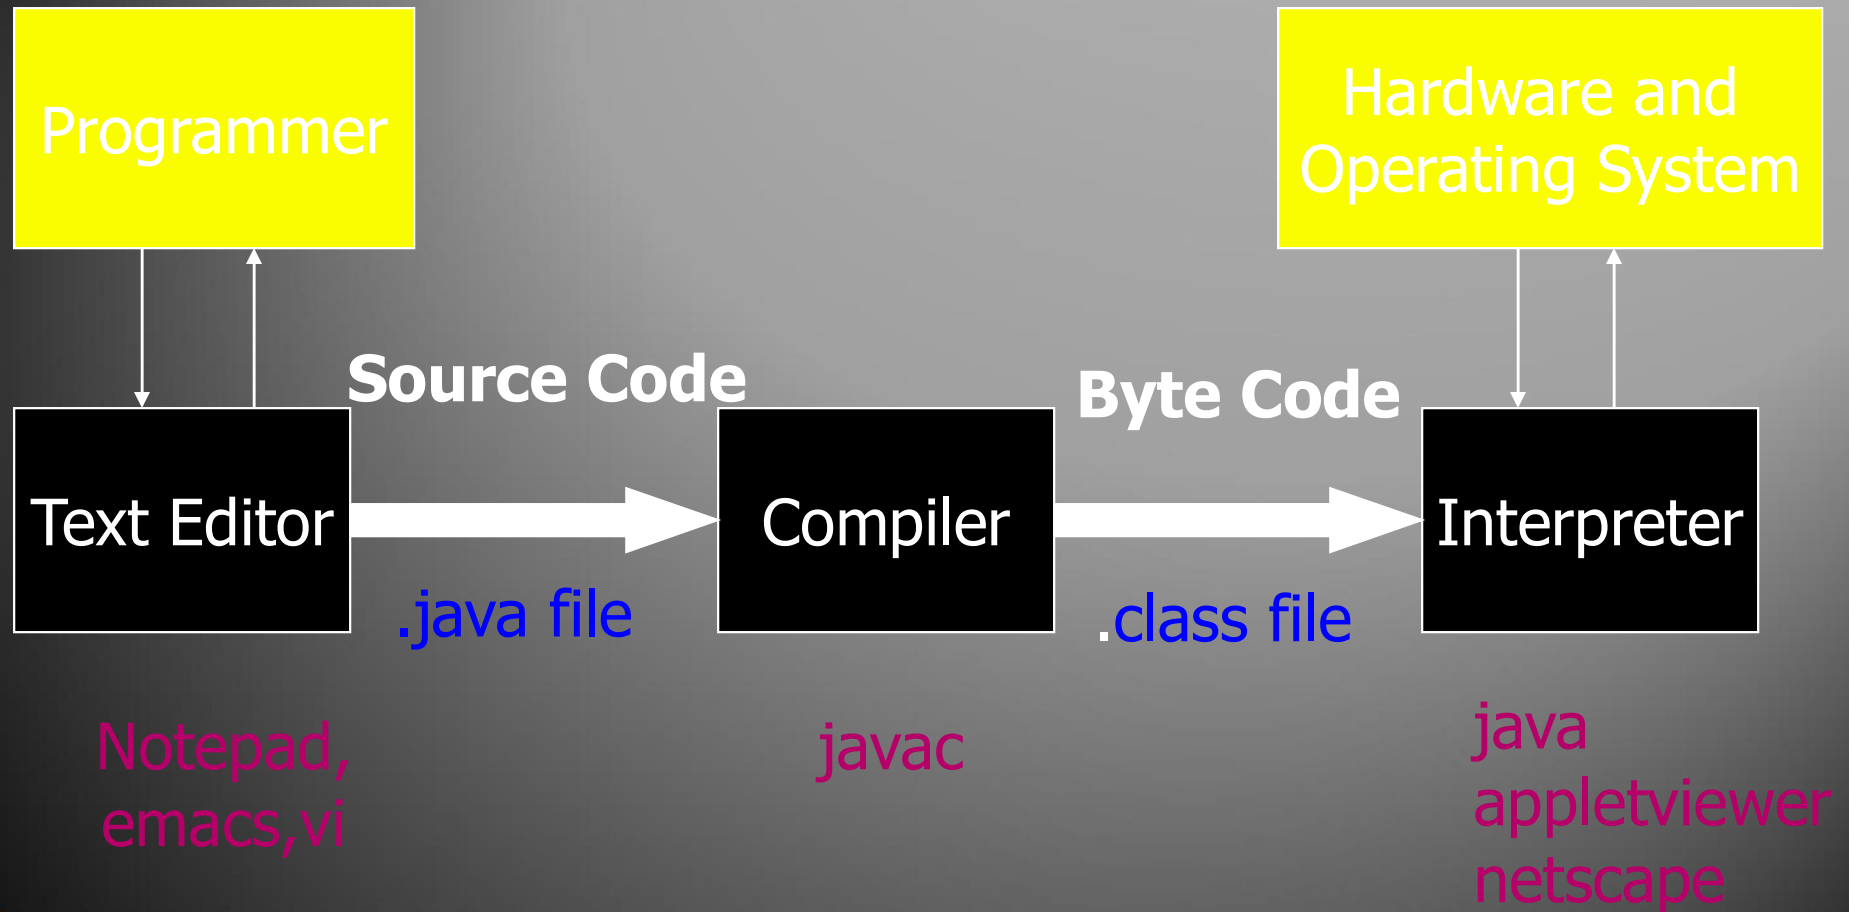 Programmer
Hardware and
Operating System
Source Code
Byte Code
Text Editor
Compiler
Interpreter
.java file
.class file
Notepad,
emacs,vi
javac
java
appletviewer
netscape